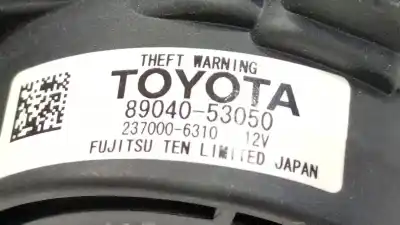 THEFT WARNING
TOYOTA
89040-53050
237000-6310 12V
FUJITSU TEN LIMITED JAPAN